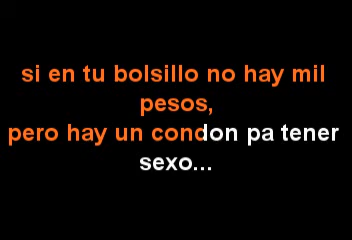 si en tu bolsillo no hay mil
pesos,
pero hay un condon pa tener
sexo...